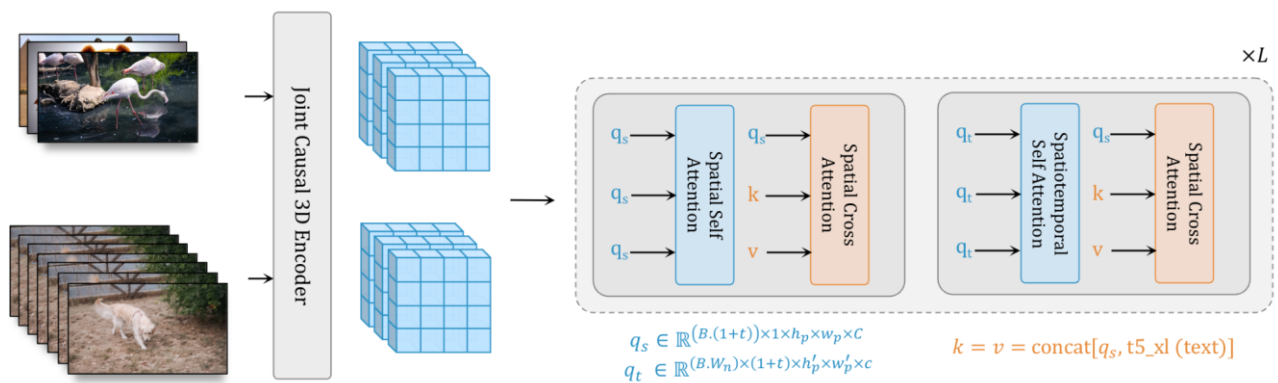 ×L
Joint Causal 3D Encoder
q_s
q_s
q_s
Spatial Self
Attention
q_s
k
v
Spatial Cross
Attention
q_t
q_t
q_t
Spatiotemporal
Self Attention
q_s
k
v
Spatial Cross
Attention
q_s ∈ ℝ^(B.(1+t))×1×h_p×w_p×C
q_t ∈ ℝ^(B.W_n)×(1+t)×h'_p×w'_p×c
k = v = concat[q_s, t5_xl (text)]